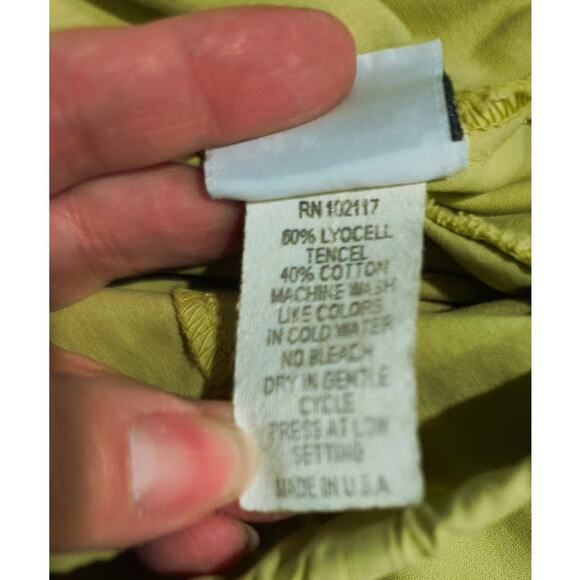 RN 102117
60% LYOCELL
TENCEL
40% COTTON
MACHINE WASH
LIKE COLORS
IN COLD WATER
NO BLEACH
DRY IN GENTLE
CYCLE
PRESS AT LOW
SETTING
MADE IN U.S.A.